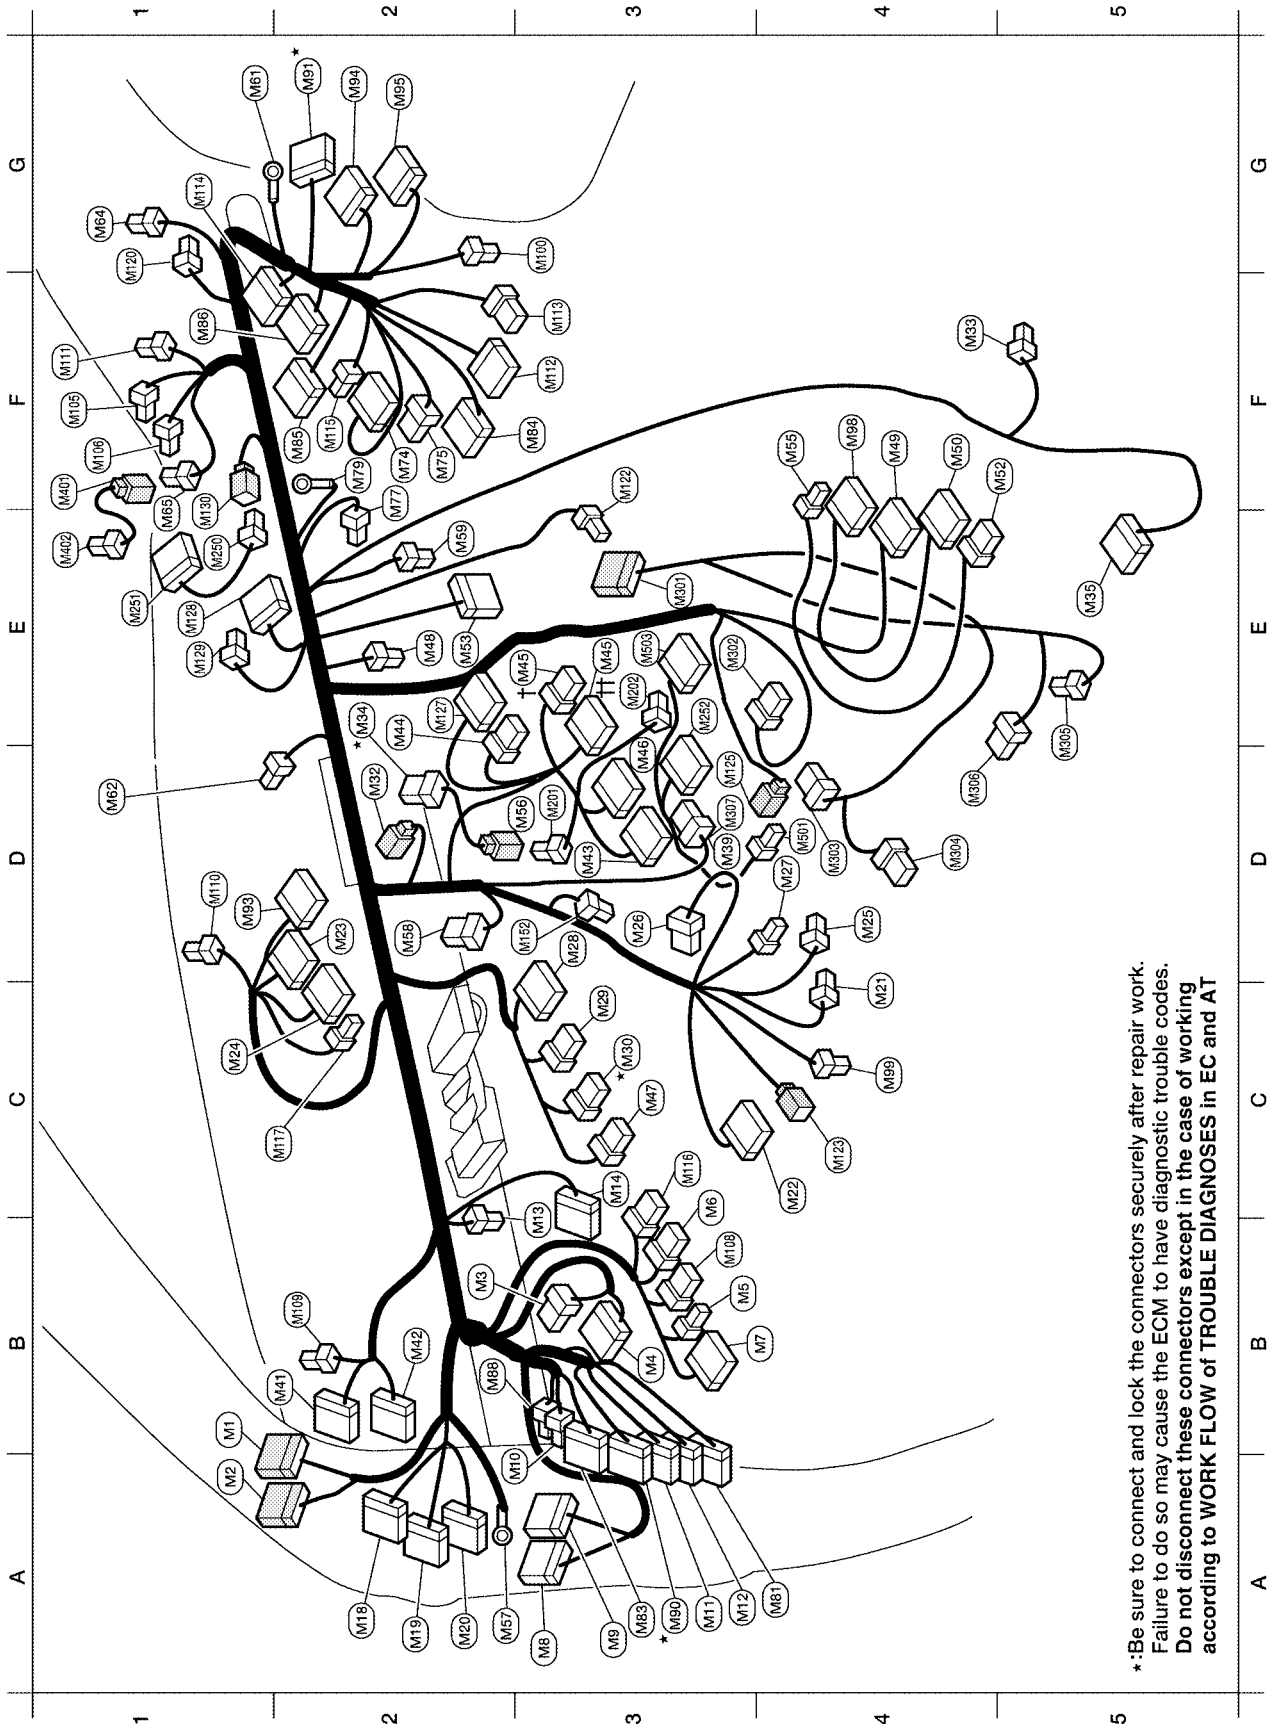 A B C D E F G
1
2
3
4
5
M1
M2
M41
M109
M42
M18
M19
M20
M57
M8
M9
M83
★ M90
M11
M12
M81
M10
M88
M3
M4
M7
M5
M108
M6
M116
M14
M13
M117
M24
M23
M93
M110
M47
★ M30
M29
M28
M58
M152
M22
M123
M99
M21
M25
M27
M26
M501
M39
M307
M125
M252
M46
M43
M201
M56
M32
★ M34
M62
M44
M127
M45 †
M45 ††
M202
M503
M302
M303
M304
M306
M305
M301
M53
M48
M129
M128
M251
M250
M402
M401
M65
M130
M106
M105
M111
M120
M64
M59
M77
M79
M122
M35
M33
M52
M50
M49
M98
M55
M84
M75
M74
M115
M85
M86
M114
M112
M113
M100
M95
M94
M91 ★
M61
★:Be sure to connect and lock the connectors securely after repair work.
Failure to do so may cause the ECM to have diagnostic trouble codes.
Do not disconnect these connectors except in the case of working
according to WORK FLOW of TROUBLE DIAGNOSES in EC and AT
A B C D E F G
1
2
3
4
5